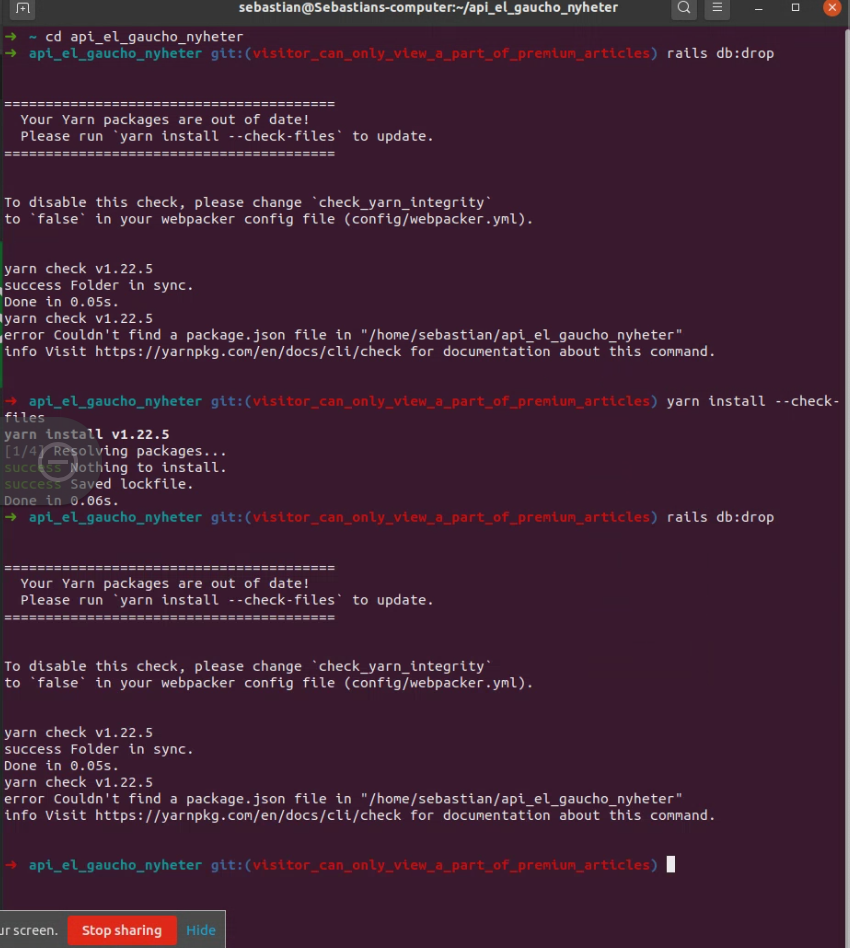 sebastian@Sebastians-computer:~/api_el_gaucho_nyheter
➜ ~ cd api_el_gaucho_nyheter
➜ api_el_gaucho_nyheter git:(visitor_can_only_view_a_part_of_premium_articles) rails db:drop
========================================
Your Yarn packages are out of date!
Please run `yarn install --check-files` to update.
========================================
To disable this check, please change `check_yarn_integrity`
to `false` in your webpacker config file (config/webpacker.yml).
yarn check v1.22.5
success Folder in sync.
Done in 0.05s.
yarn check v1.22.5
error Couldn't find a package.json file in "/home/sebastian/api_el_gaucho_nyheter"
info Visit https://yarnpkg.com/en/docs/cli/check for documentation about this command.
➜ api_el_gaucho_nyheter git:(visitor_can_only_view_a_part_of_premium_articles) yarn install --check-
files
yarn install v1.22.5
[1/4] Resolving packages...
success Nothing to install.
success Saved lockfile.
Done in 0.06s.
➜ api_el_gaucho_nyheter git:(visitor_can_only_view_a_part_of_premium_articles) rails db:drop
========================================
Your Yarn packages are out of date!
Please run `yarn install --check-files` to update.
========================================
To disable this check, please change `check_yarn_integrity`
to `false` in your webpacker config file (config/webpacker.yml).
yarn check v1.22.5
success Folder in sync.
Done in 0.05s.
yarn check v1.22.5
error Couldn't find a package.json file in "/home/sebastian/api_el_gaucho_nyheter"
info Visit https://yarnpkg.com/en/docs/cli/check for documentation about this command.
➜ api_el_gaucho_nyheter git:(visitor_can_only_view_a_part_of_premium_articles)
ur screen. Stop sharing Hide